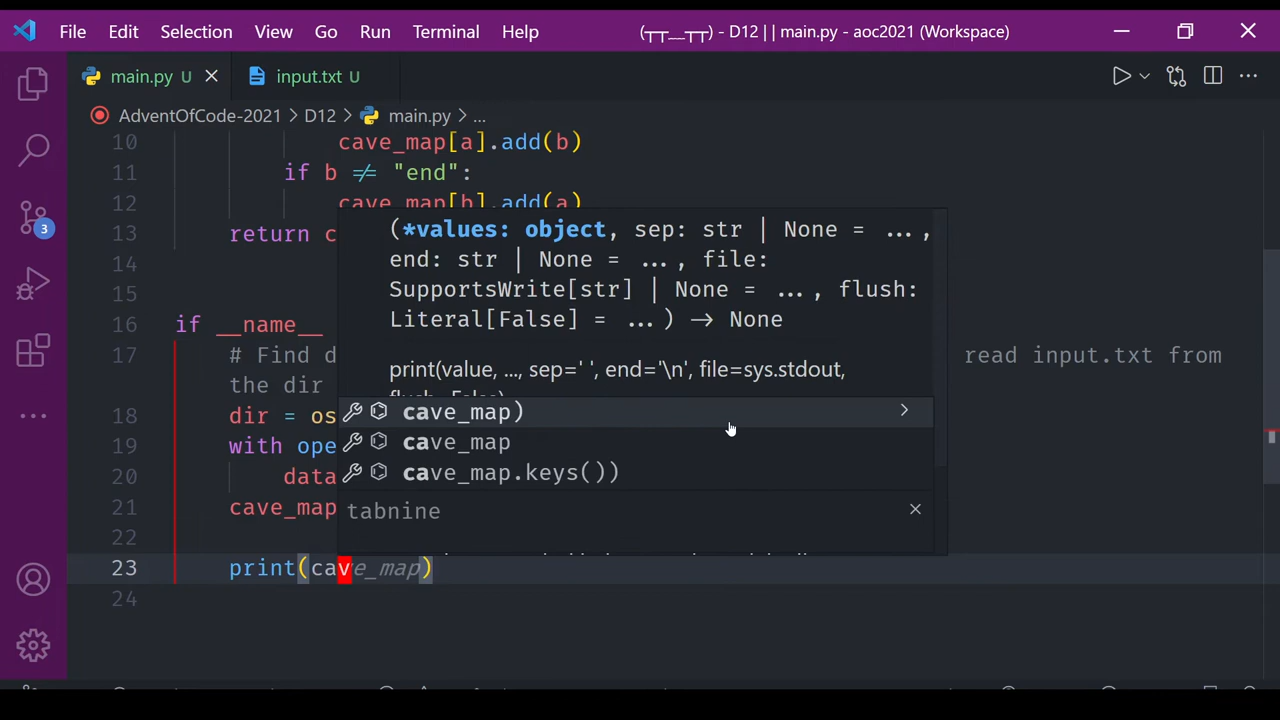 File Edit Selection View Go Run Terminal Help (┬┬﹏┬┬) - D12 | | main.py - aoc2021 (Workspace)
main.py U input.txt U
AdventOfCode-2021 > D12 > main.py > ...
10 cave_map[a].add(b)
11 if b ≠ "end":
12 cave_map[b].add(a)
13 return c
14
15
16 if __name__
17 # Find d read input.txt from
the dir
18 dir = os
19 with ope
20 data
21 cave_map
22
23 print(cave_map)
24
(*values: object, sep: str | None = ...,
end: str | None = ..., file:
SupportsWrite[str] | None = ..., flush:
Literal[False] = ...) → None
print(value, ..., sep=' ', end='\n', file=sys.stdout,
cave_map)
cave_map
cave_map.keys())
tabnine
3